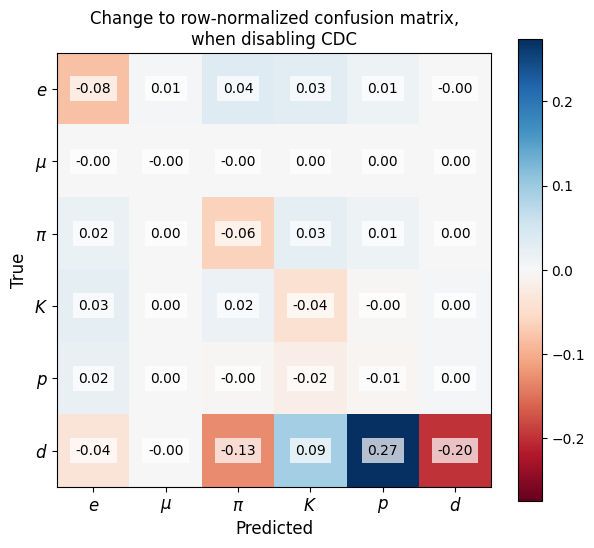 Change to row-normalized confusion matrix,
when disabling CDC
e -0.08 0.01 0.04 0.03 0.01 -0.00
μ -0.00 -0.00 -0.00 0.00 0.00 0.00
π 0.02 0.00 -0.06 0.03 0.01 0.00
K 0.03 0.00 0.02 -0.04 -0.00 0.00
p 0.02 0.00 -0.00 -0.02 -0.01 0.00
d -0.04 -0.00 -0.13 0.09 0.27 -0.20
e μ π K p d
Predicted
True
0.2
0.1
0.0
−0.1
−0.2